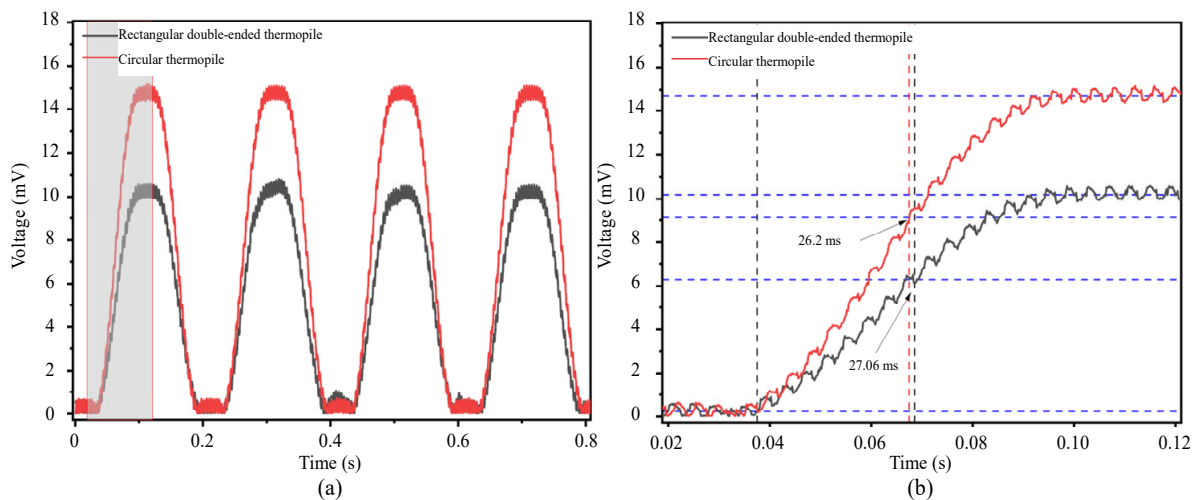 18
16
14
12
10
8
6
4
2
0
Voltage (mV)
Rectangular double-ended thermopile
Circular thermopile
0
0.2
0.4
0.6
0.8
Time (s)
(a)
18
16
14
12
10
8
6
4
2
0
Voltage (mV)
Rectangular double-ended thermopile
Circular thermopile
26.2 ms
27.06 ms
0.02
0.04
0.06
0.08
0.10
0.12
Time (s)
(b)